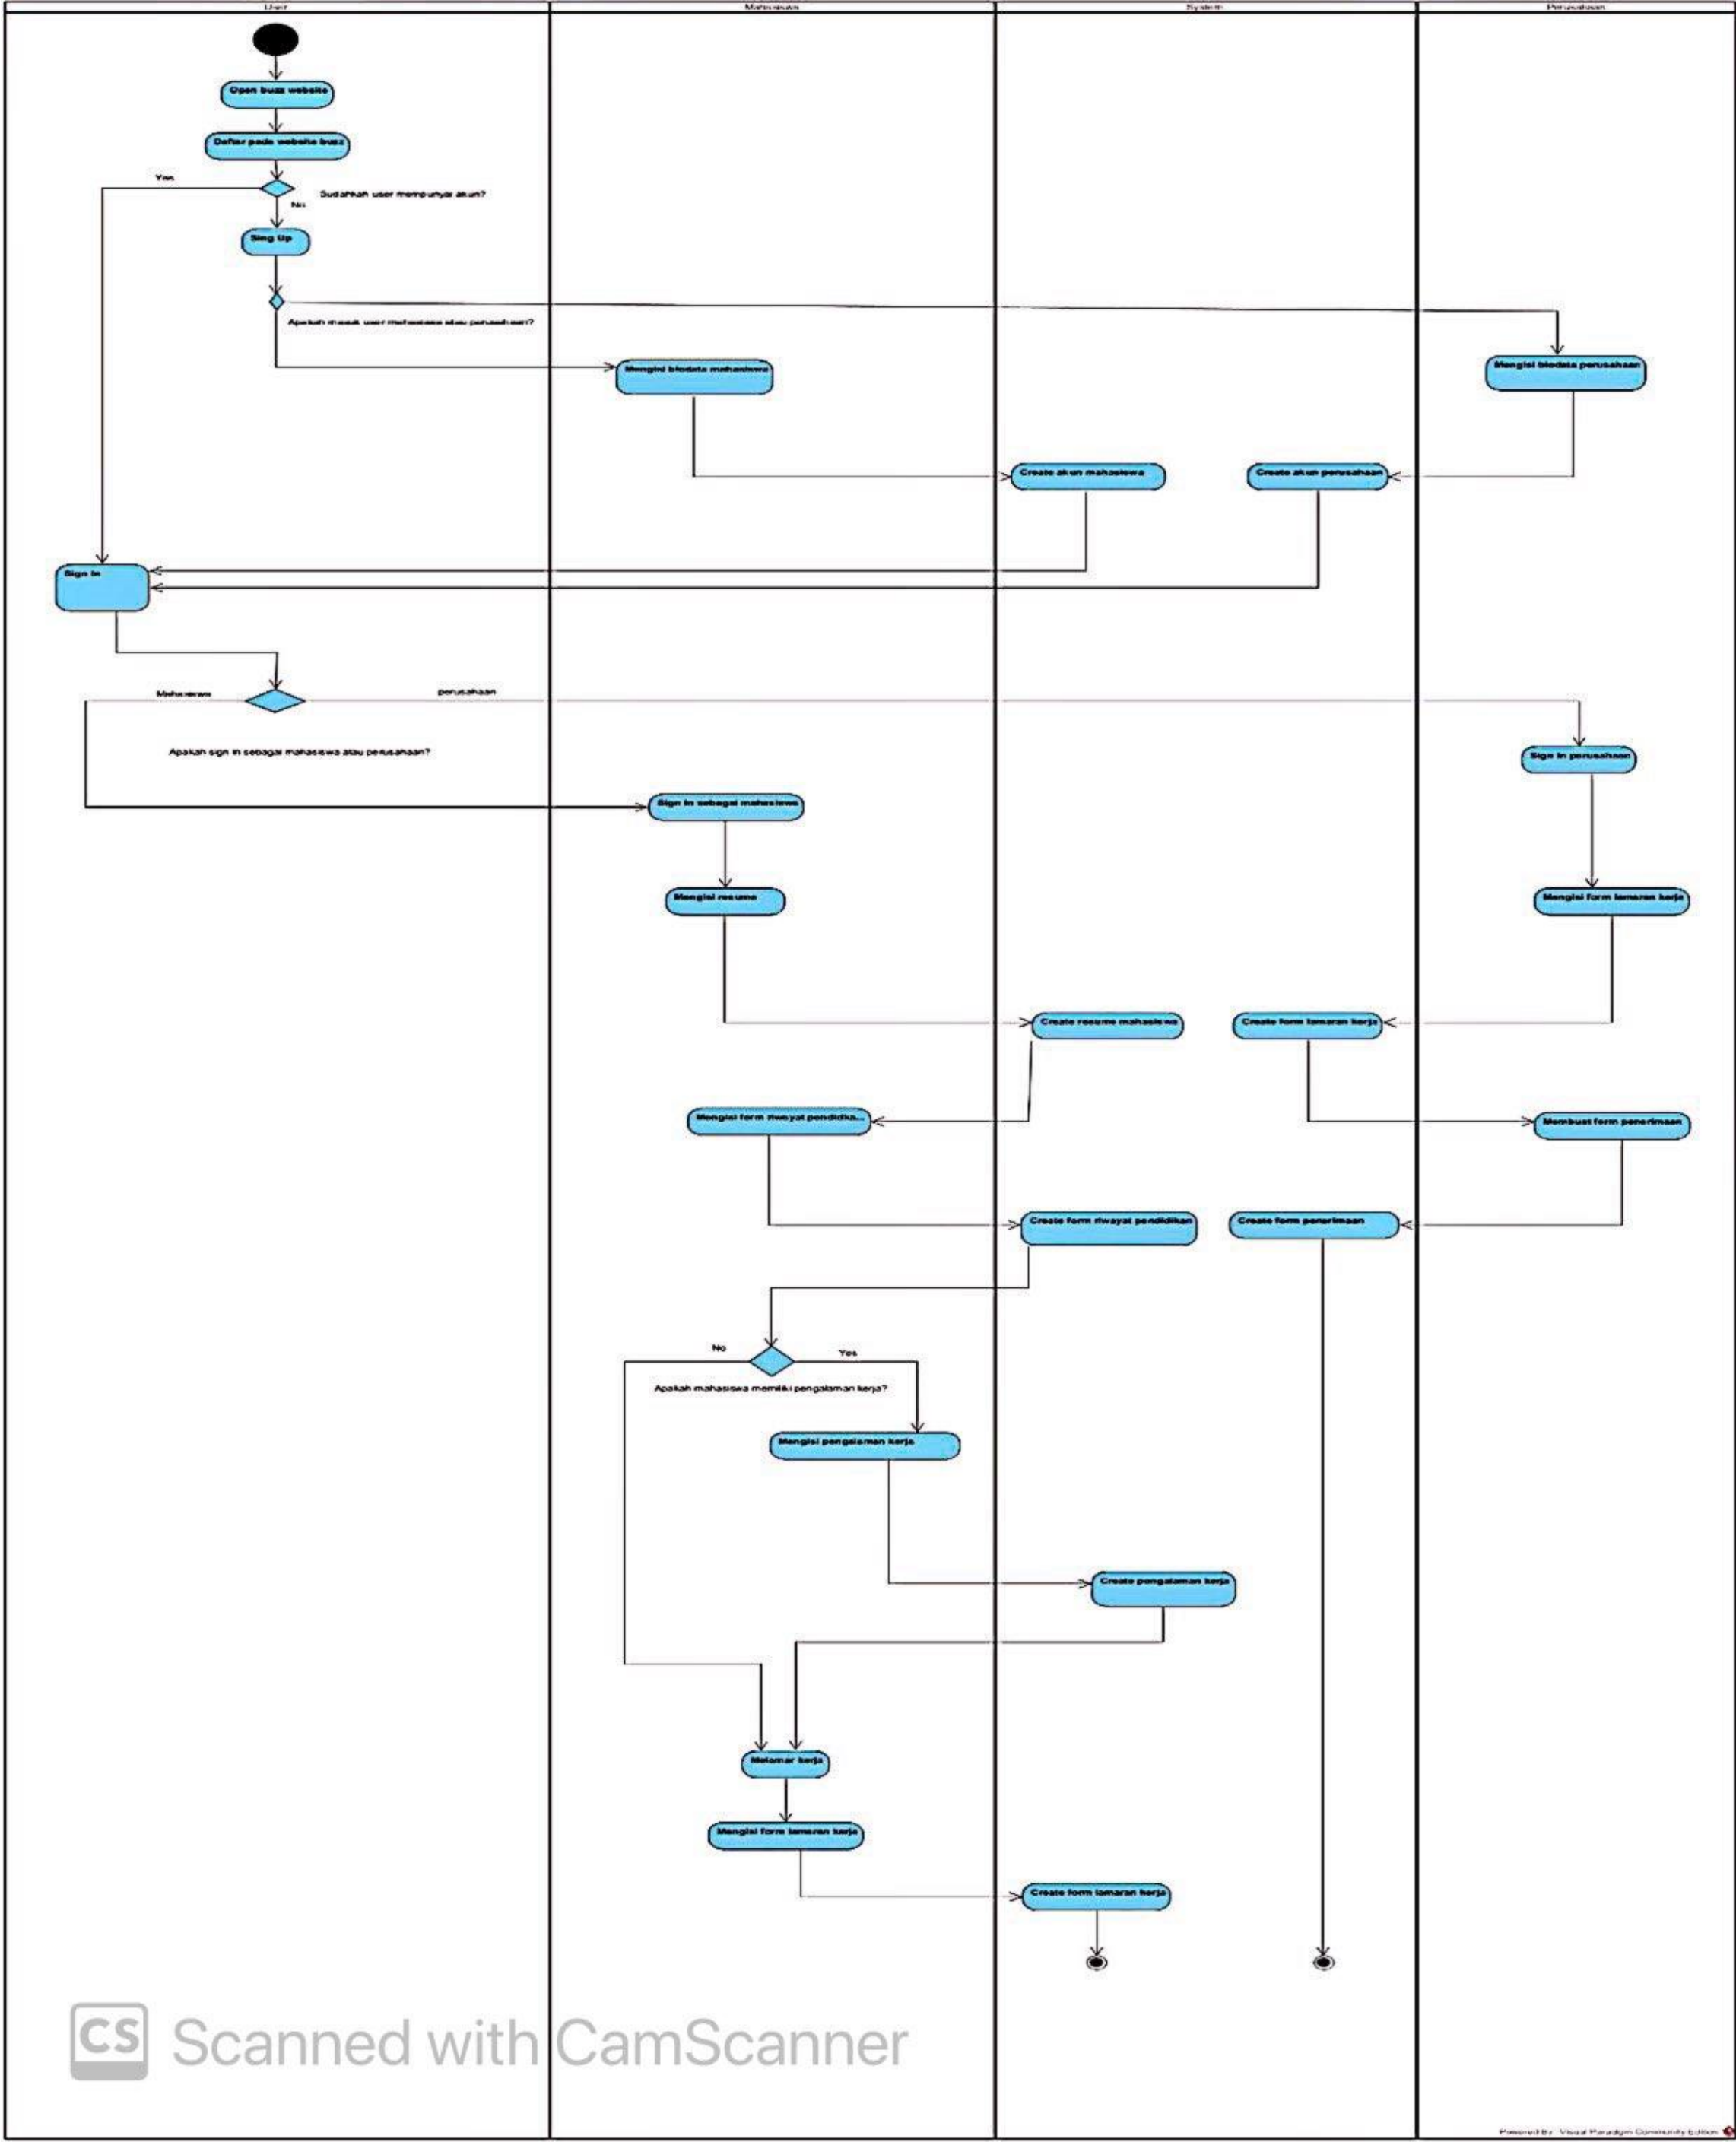 User
Mahasiswa
System
Perusahaan
Open buzz website
Daftar pada website buzz
Yes
Sudahkah user mempunyai akun?
No
Sing Up
Apakah masuk user mahasiswa atau perusahaan?
Mengisi biodata mahasiswa
Mengisi biodata perusahaan
Create akun mahasiswa
Create akun perusahaan
Sign In
Mahasiswa
perusahaan
Apakah sign in sebagai mahasiswa atau perusahaan?
Sign In perusahaan
Sign In sebagai mahasiswa
Mengisi resume
Mengisi form lamaran kerja
Create resume mahasiswa
Create form lamaran kerja
Mengisi form riwayat pendidika...
Membuat form penerimaan
Create form riwayat pendidikan
Create form penerimaan
No
Yes
Apakah mahasiswa memiliki pengalaman kerja?
Mengisi pengalaman kerja
Create pengalaman kerja
Melamar kerja
Mengisi form lamaran kerja
Create form lamaran kerja
CS Scanned with CamScanner
Powered By Visual Paradigm Community Edition